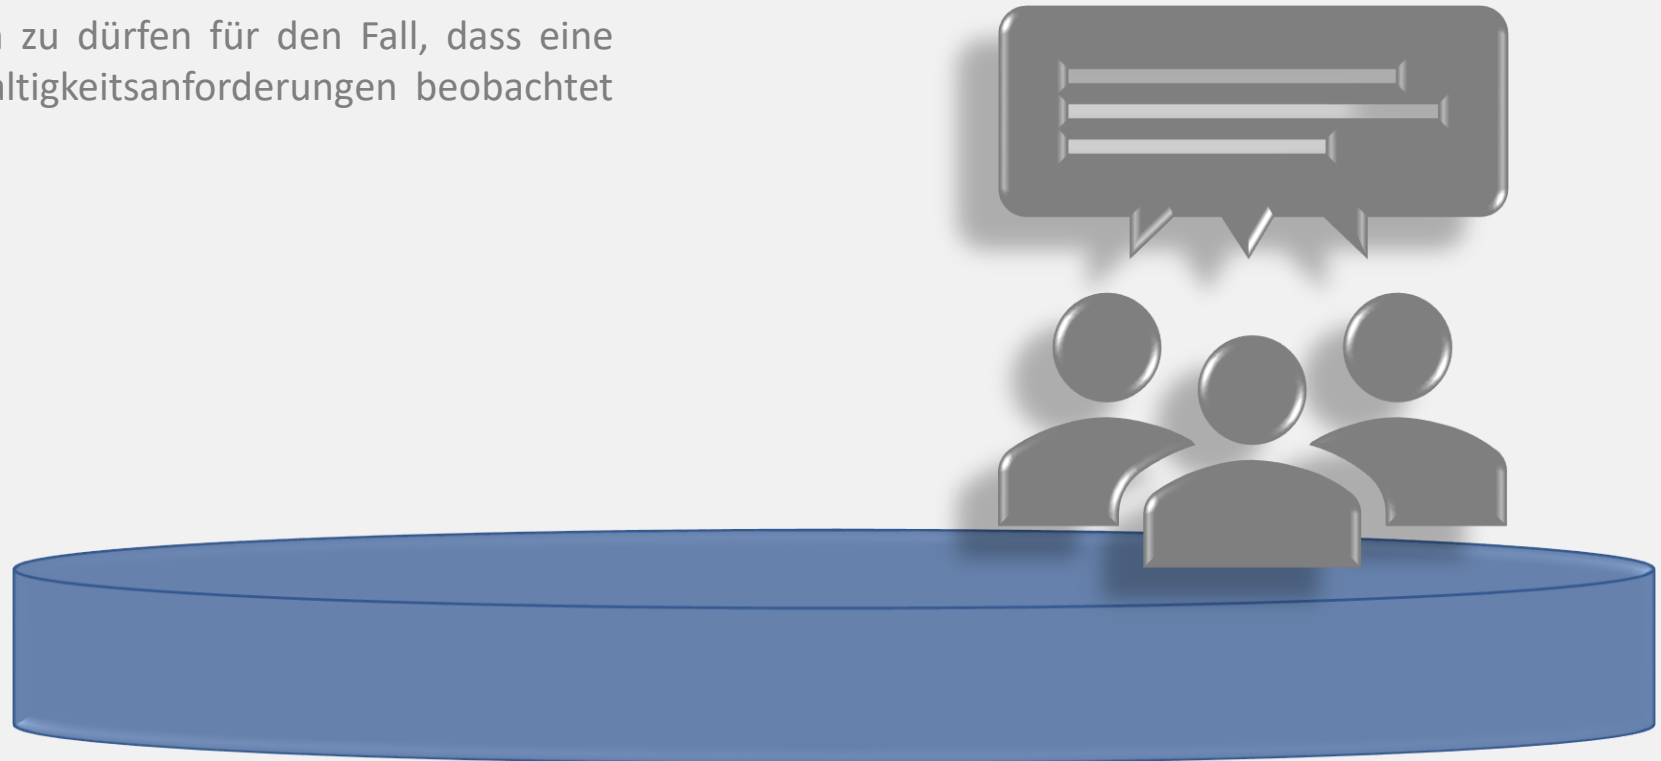 zu dürfen für den Fall, dass eine
ltigkeitsanforderungen beobachtet